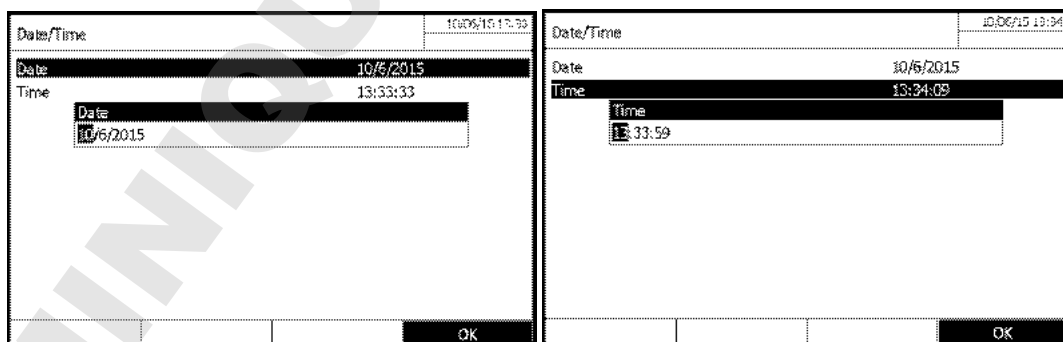 Date/Time
10/06/15 13:33
Date 10/6/2015
Time 13:33:33
Date
10/6/2015
OK
Date/Time
10/06/15 13:34
Date 10/6/2015
Time 13:34:09
Time
13:33:59
OK